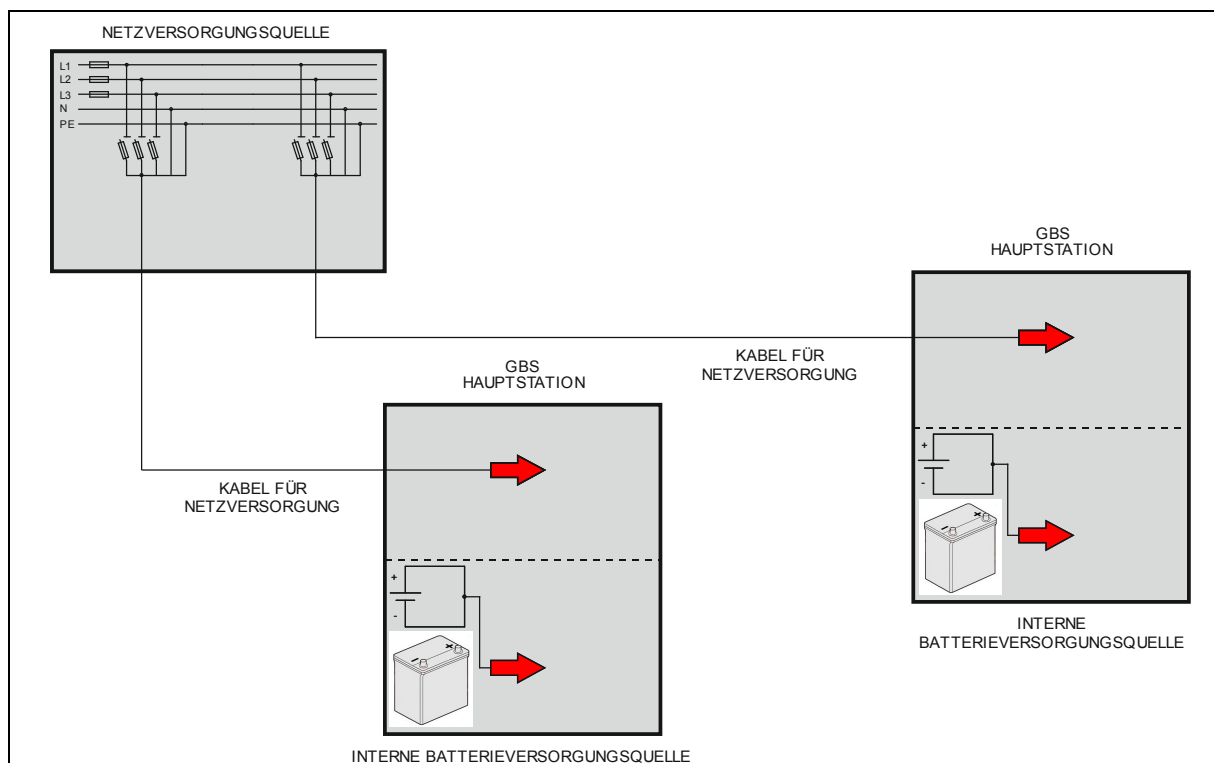 NETZVERSORGUNGSQUELLE
L1
L2
L3
N
PE
GBS
HAUPTSTATION
KABEL FÜR
NETZVERSORGUNG
GBS
HAUPTSTATION
KABEL FÜR
NETZVERSORGUNG
+
-
- +
+
-
- +
INTERNE
BATTERIEVERSORGUNGSQUELLE
INTERNE BATTERIEVERSORGUNGSQUELLE